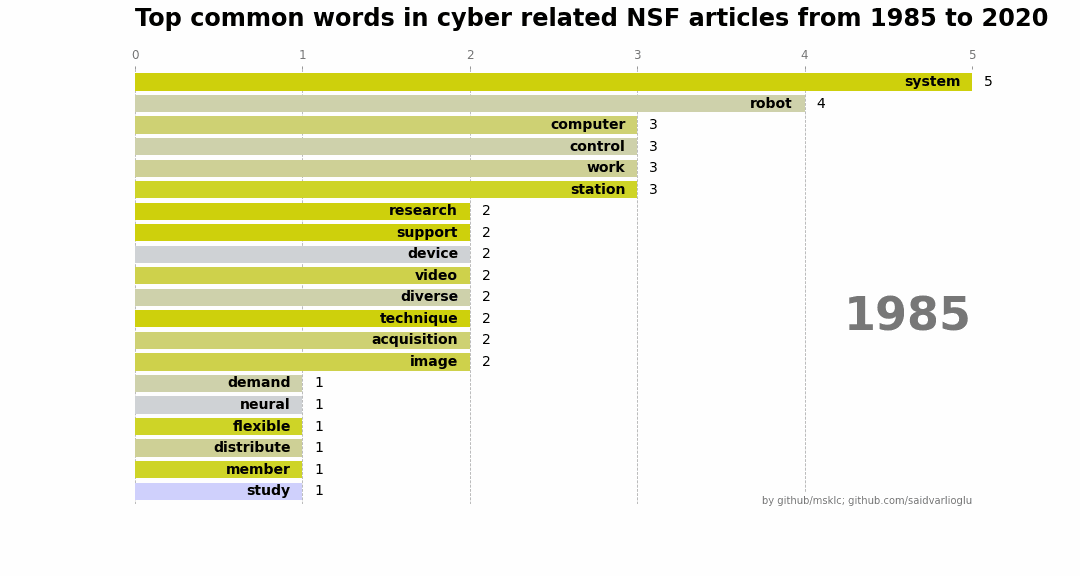 Top common words in cyber related NSF articles from 1985 to 2020
0 1 2 3 4 5
system 5
robot 4
computer 3
control 3
work 3
station 3
research 2
support 2
device 2
video 2
diverse 2
technique 2
acquisition 2
image 2
demand 1
neural 1
flexible 1
distribute 1
member 1
study 1
1985
by github/msklc; github.com/saidvarlioglu